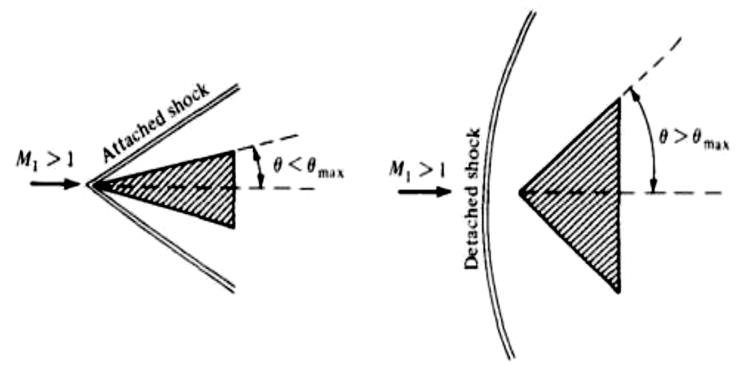 Attached shock
M₁ > 1
θ < θmax
Detached shock
M₁ > 1
θ > θmax